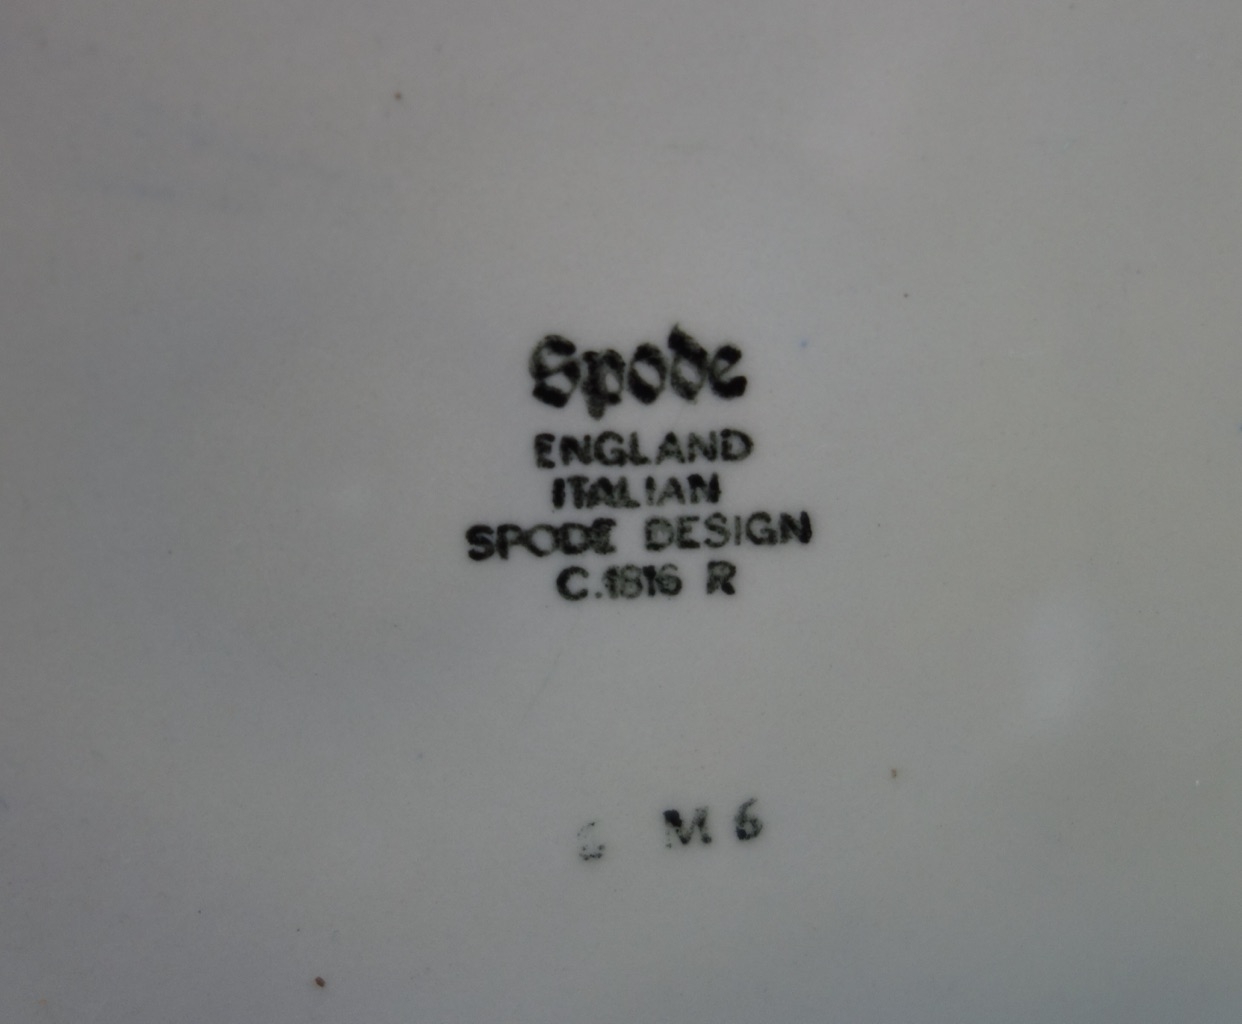 Spode
ENGLAND
ITALIAN
SPODE DESIGN
C.1816 R
M 6